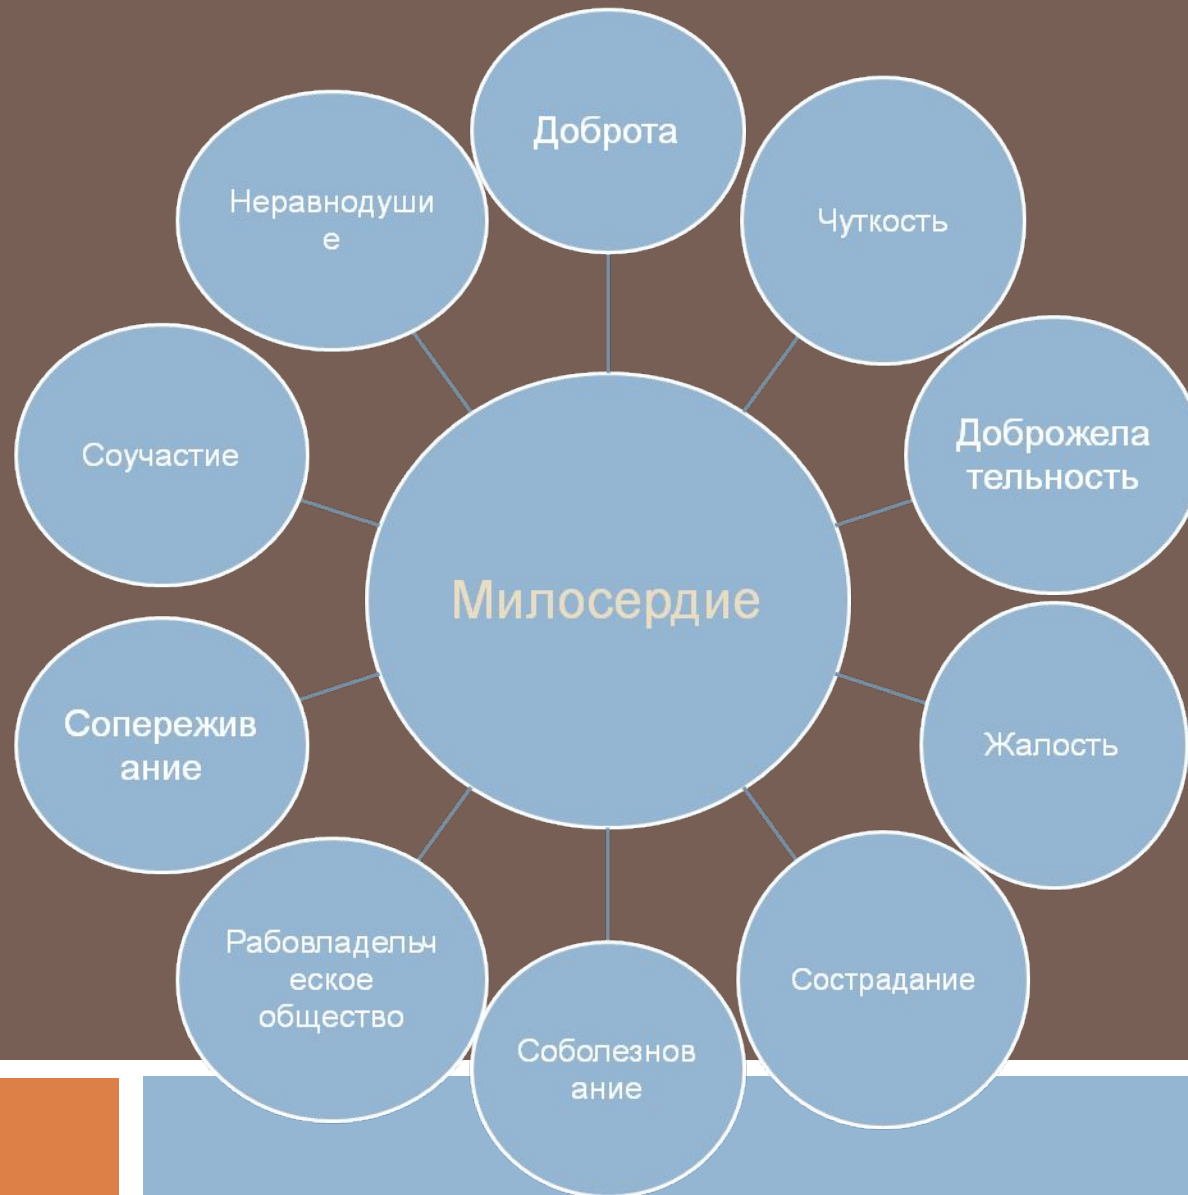 Доброта
Чуткость
Доброжела
тельность
Жалость
Сострадание
Соболезнов
ание
Рабовладельч
еское
общество
Сопережив
ание
Соучастие
Неравнодуши
е
Милосердие